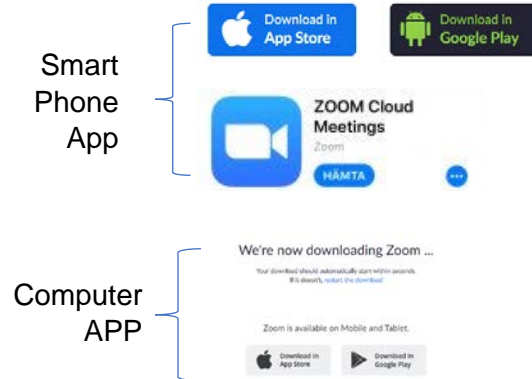 Smart
Phone
App
Download in
App Store
Download in
Google Play
ZOOM Cloud
Meetings
Zoom
HÄMTA
Computer
APP
We're now downloading Zoom ...
Your download should automatically start within seconds.
If is doesn't, restart the download
Zoom is available on Mobile and Tablet.
Download in
App Store
Download in
Google Play